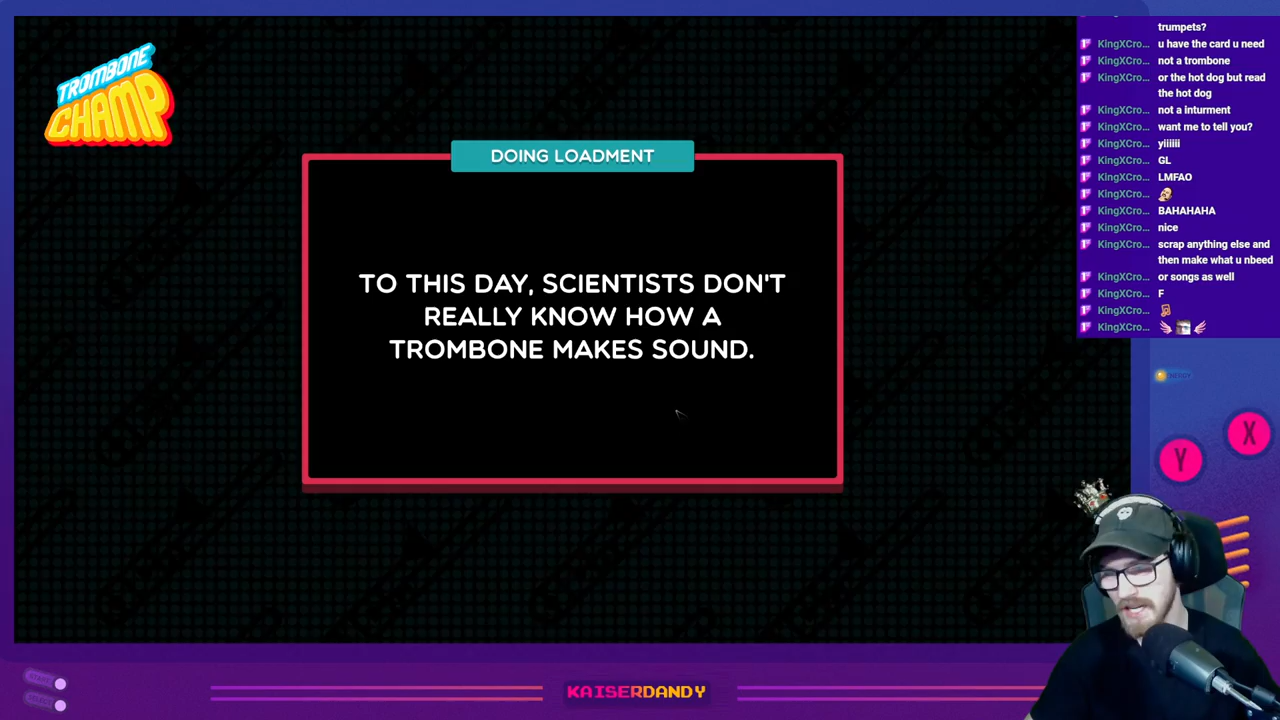 TROMBONE
CHAMP
DOING LOADMENT
TO THIS DAY, SCIENTISTS DON'T
REALLY KNOW HOW A
TROMBONE MAKES SOUND.
trumpets?
KingXCro... u have the card u need
KingXCro... not a trombone
KingXCro... or the hot dog but read
the hot dog
KingXCro... not a inturment
KingXCro... want me to tell you?
KingXCro... yiiiiii
KingXCro... GL
KingXCro... LMFAO
KingXCro...
KingXCro... BAHAHAHA
KingXCro... nice
KingXCro... scrap anything else and
then make what u nbeed
KingXCro... or songs as well
KingXCro... F
KingXCro...
KingXCro...
X
Y
START
SELECT
KAISERDANDY